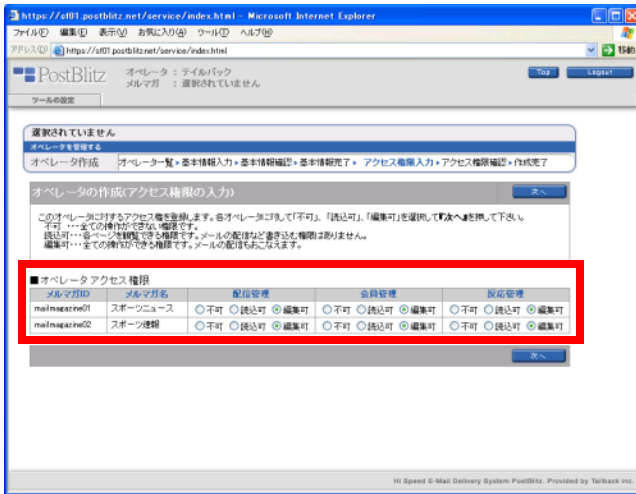 https://sf01.postblitz.net/service/index.html - Microsoft Internet Explorer
ファイル(F) 編集(E) 表示(V) お気に入り(A) ツール(T) ヘルプ(H)
アドレス(D) https://sf01.postblitz.net/service/index.html 移動
PostBlitz オペレータ : テイルバック Top Logout
メルマガ : 選択されていません
ツールの設定
選択されていません
オペレータを管理する
オペレータ作成 オペレーター覧▶基本情報入力▶基本情報確認▶基本情報完了▶ アクセス権限入力▶アクセス権限確認▶作成完了
オペレータの作成(アクセス権限の入力) 次へ
このオペレータに対するアクセス権を登録します。各オペレータに対して「不可」、「読込可」、「編集可」を選択して『次へ』を押して下さい。
不可 ・・・全ての操作ができない権限です。
読込可・・・各ページを観覧できる権限です。メールの配信など書き込む権限はありません。
編集可・・・全ての操作ができる権限です。メールの配信もおこなえます。
■オペレータアクセス権限
メルマガID メルマガ名 配信管理 会員管理 反応管理
mailmagazine01 スポーツニュース 不可 読込可 編集可 不可 読込可 編集可 不可 読込可 編集可
mailmagazine02 スポーツ速報 不可 読込可 編集可 不可 読込可 編集可 不可 読込可 編集可
次へ
Hi Speed E-Mail Delivery System PostBlitz. Provided by Tailback inc.